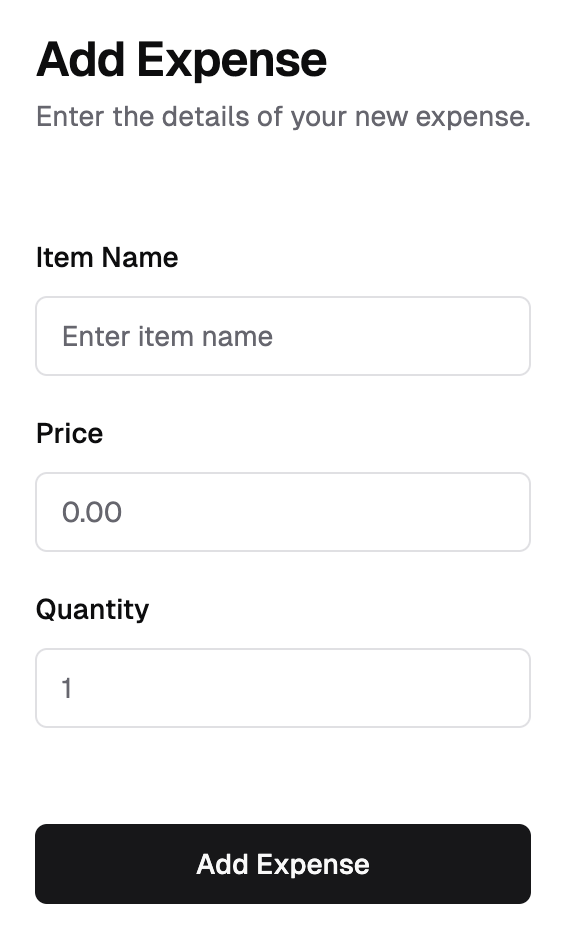 Add Expense
Enter the details of your new expense.
Item Name
Enter item name
Price
0.00
Quantity
1
Add Expense